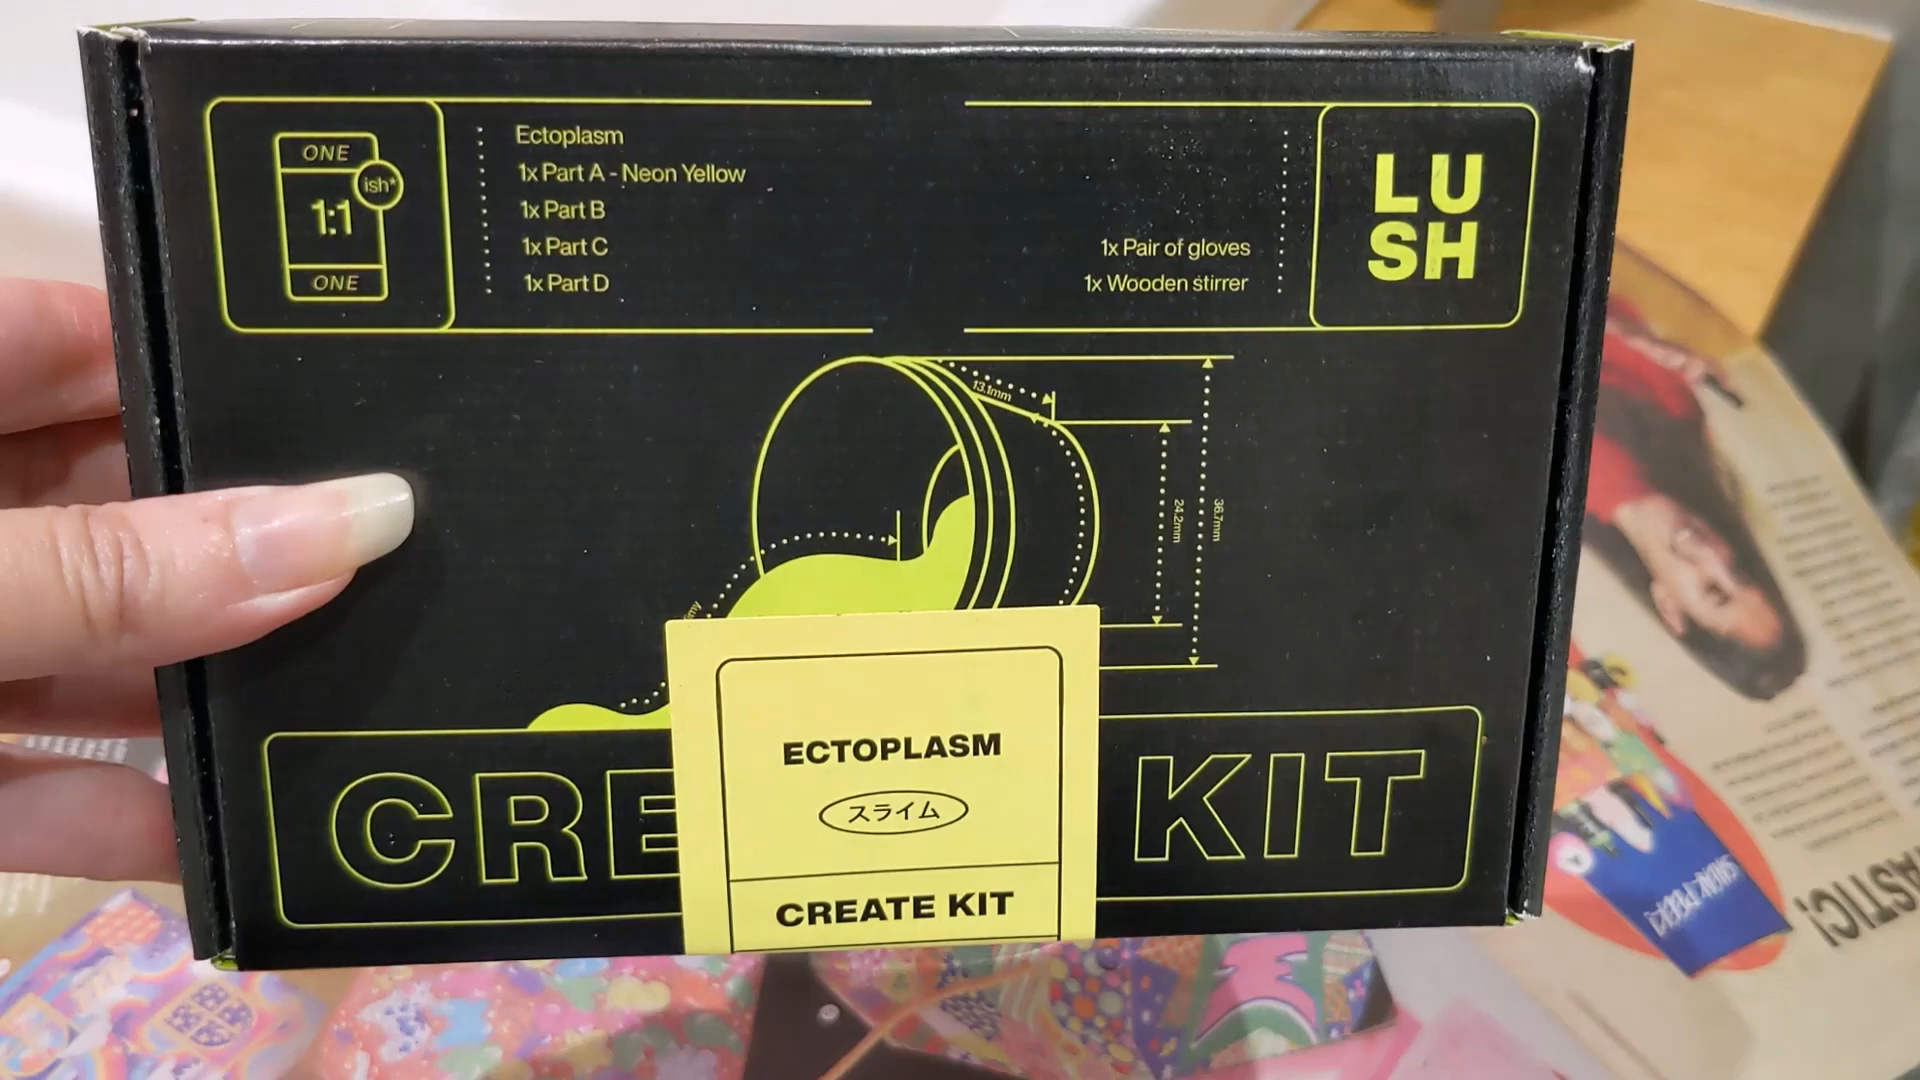 ONE
ish*
1:1
ONE
Ectoplasm
1x Part A - Neon Yellow
1x Part B
1x Part C
1x Part D
1x Pair of gloves
1x Wooden stirrer
LU
SH
13.1mm
24.2mm
36.7mm
CRE
KIT
ECTOPLASM
スライム
CREATE KIT